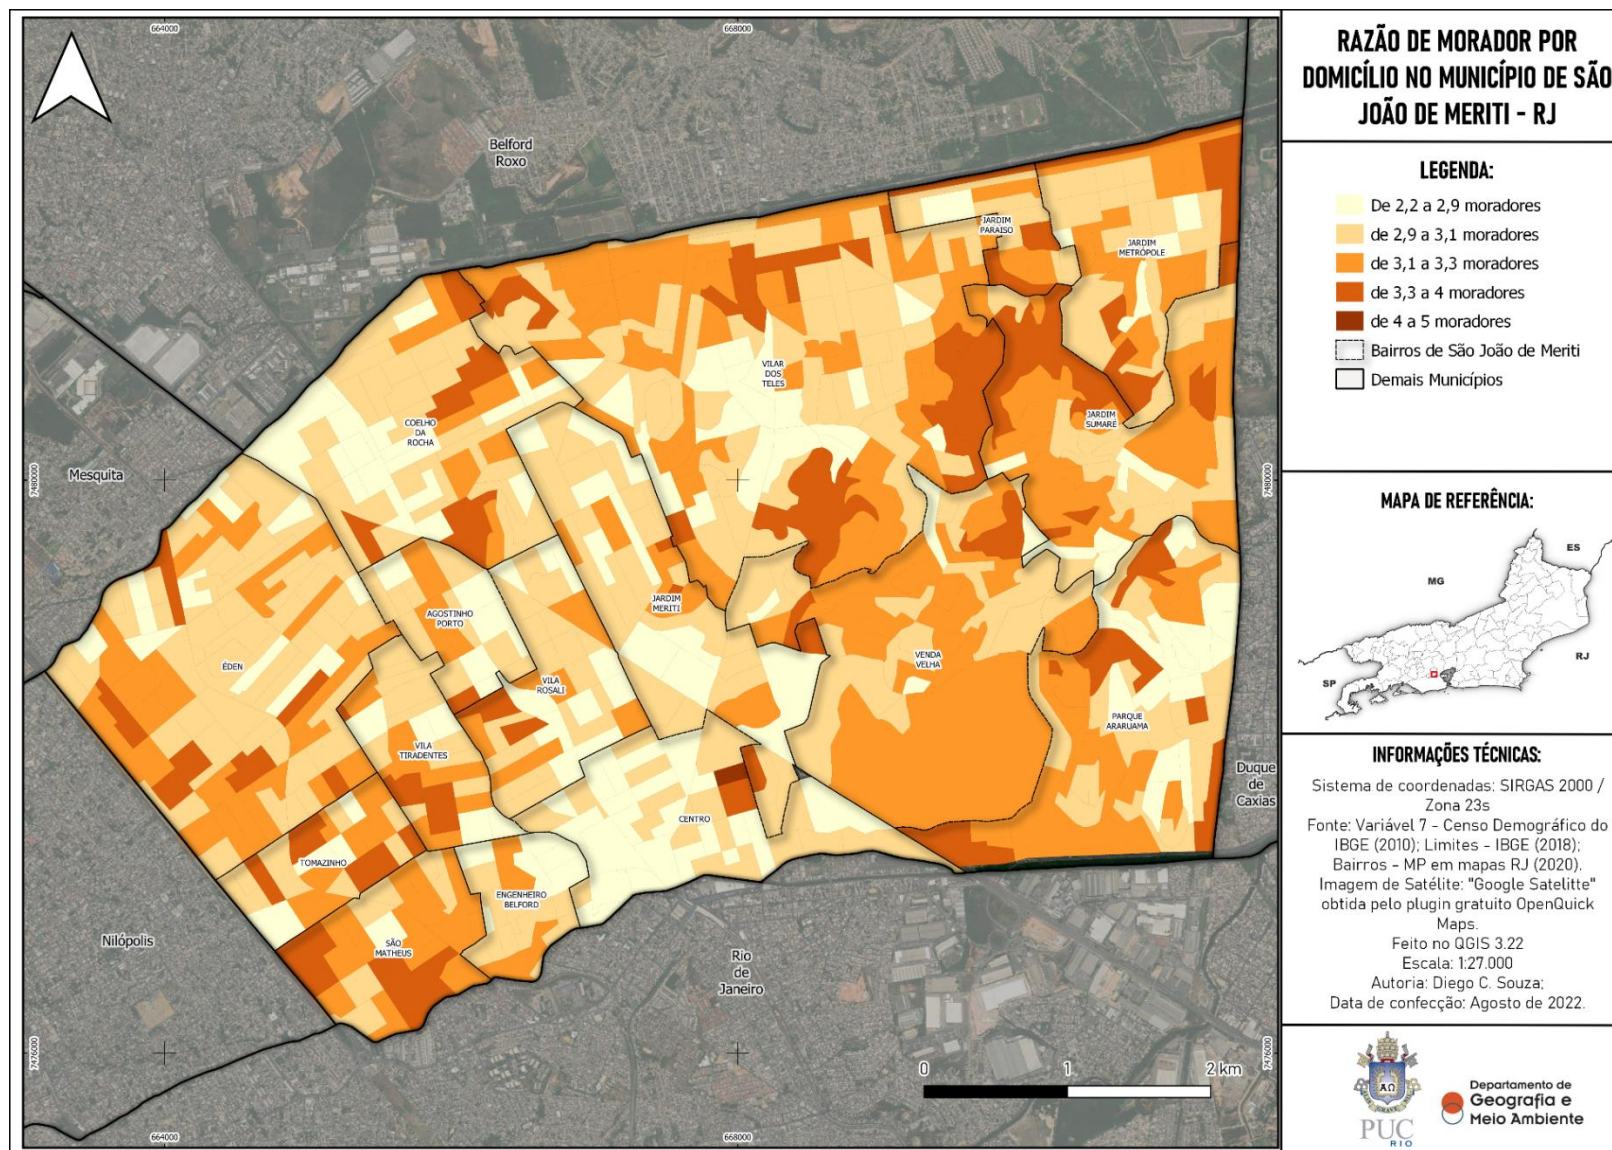 RAZÃO DE MORADOR POR
DOMICÍLIO NO MUNICÍPIO DE SÃO
JOÃO DE MERITI - RJ
LEGENDA:
De 2,2 a 2,9 moradores
de 2,9 a 3,1 moradores
de 3,1 a 3,3 moradores
de 3,3 a 4 moradores
de 4 a 5 moradores
Bairros de São João de Meriti
Demais Municípios
MAPA DE REFERÊNCIA:
ES
MG
RJ
SP
INFORMAÇÕES TÉCNICAS:
Sistema de coordenadas: SIRGAS 2000 /
Zona 23s
Fonte: Variável 7 - Censo Demográfico do
IBGE (2010); Limites - IBGE (2018);
Bairros - MP em mapas RJ (2020).
Imagem de Satélite: "Google Satelitte"
obtida pelo plugin gratuito OpenQuick
Maps.
Feito no QGIS 3.22
Escala: 1:27.000
Autoria: Diego C. Souza;
Data de confecção: Agosto de 2022.
PUC
RIO
Departamento de
Geografia e
Meio Ambiente
664000
668000
Belford
Roxo
JARDIM
PARAISO
JARDIM
METRÓPOLE
VILAR
DOS
TELES
COELHO
DA
ROCHA
JARDIM
SUMARÉ
Mesquita
7480000
7480000
JARDIM
MERITI
AGOSTINHO
PORTO
ÉDEN
VENDA
VELHA
VILA
ROSALI
PARQUE
ARARUAMA
VILA
TIRADENTES
Duque
de
Caxias
CENTRO
TOMAZINHO
ENGENHEIRO
BELFORD
Nilópolis
SÃO
MATHEUS
Rio
de
Janeiro
7476000
7476000
0
1
2 km
664000
668000